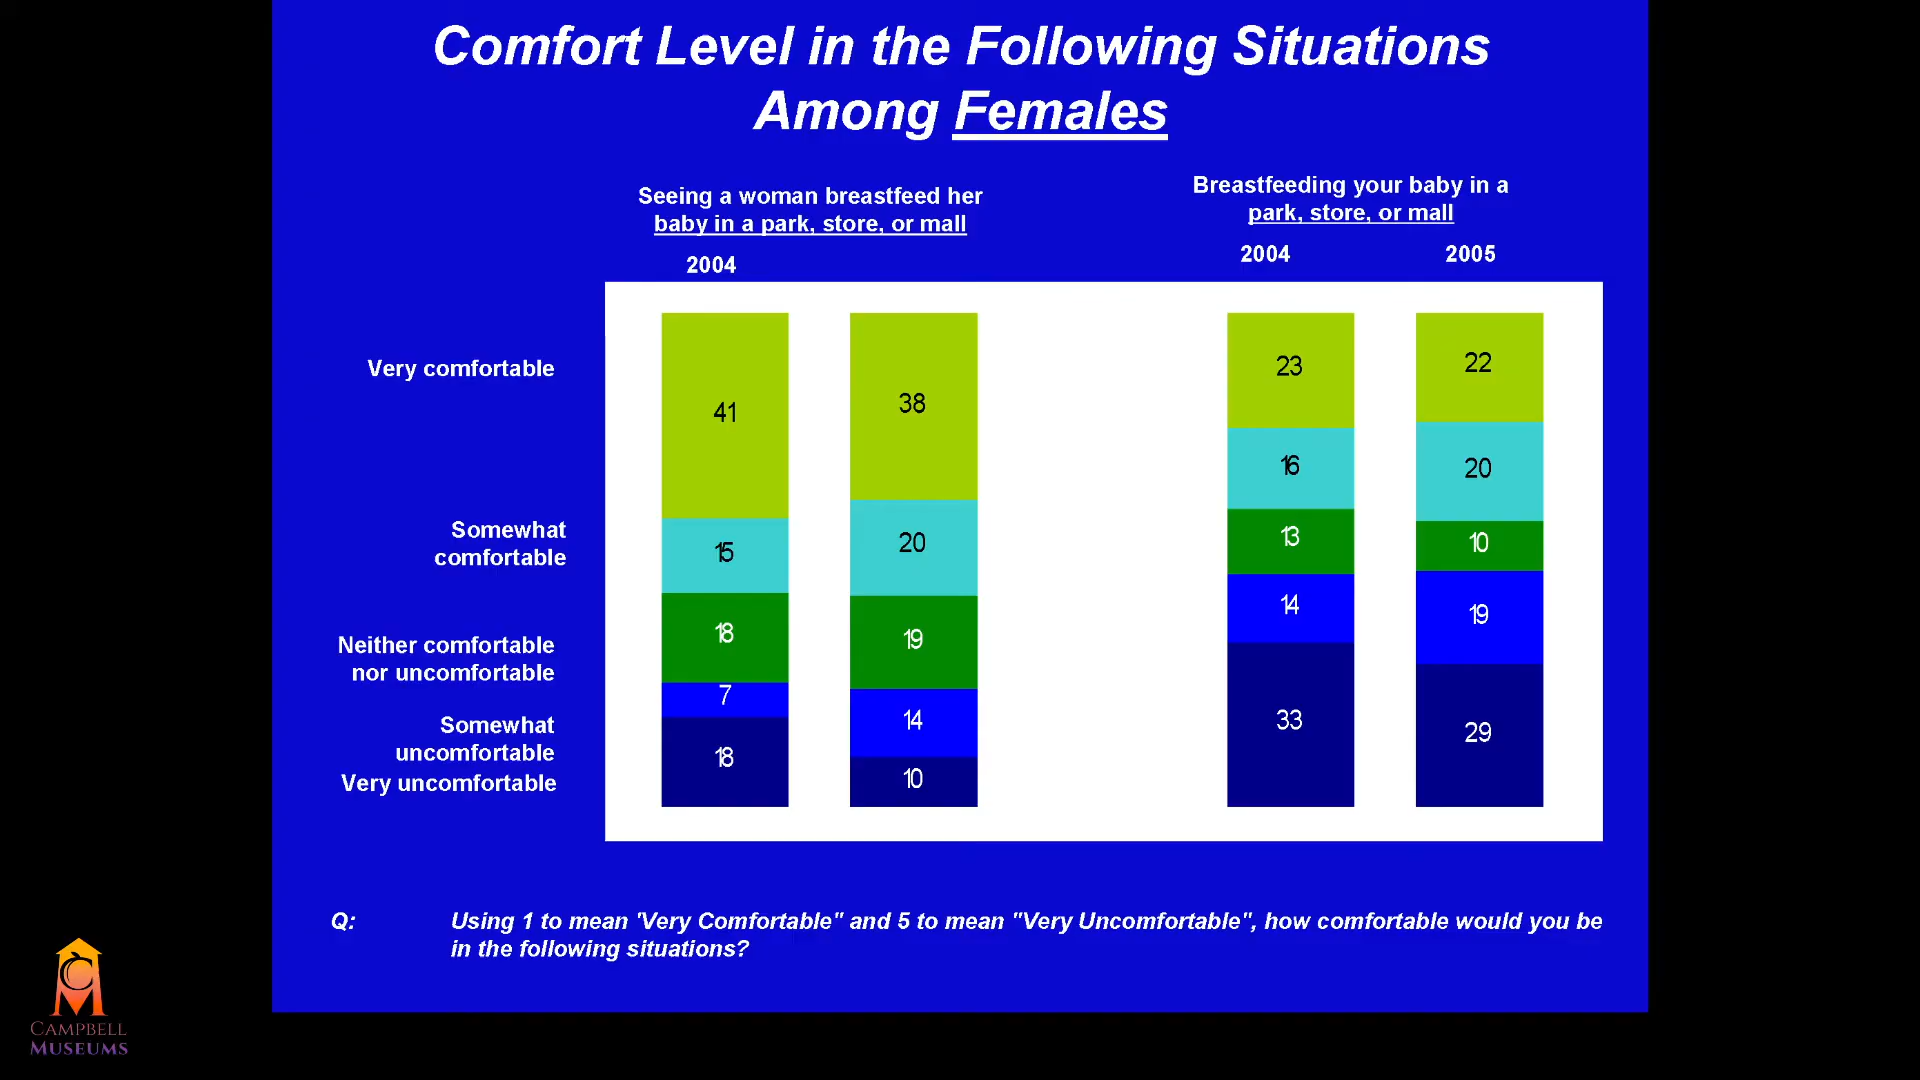 Comfort Level in the Following Situations
Among Females
Seeing a woman breastfeed her
baby in a park, store, or mall
2004
Breastfeeding your baby in a
park, store, or mall
2004 2005
Very comfortable
Somewhat
comfortable
Neither comfortable
nor uncomfortable
Somewhat
uncomfortable
Very uncomfortable
41 38 23 22
15 20 16 20
18 19 13 10
7 14 14 19
18 10 33 29
Q: Using 1 to mean 'Very Comfortable" and 5 to mean "Very Uncomfortable", how comfortable would you be
in the following situations?
CAMPBELL
MUSEUMS